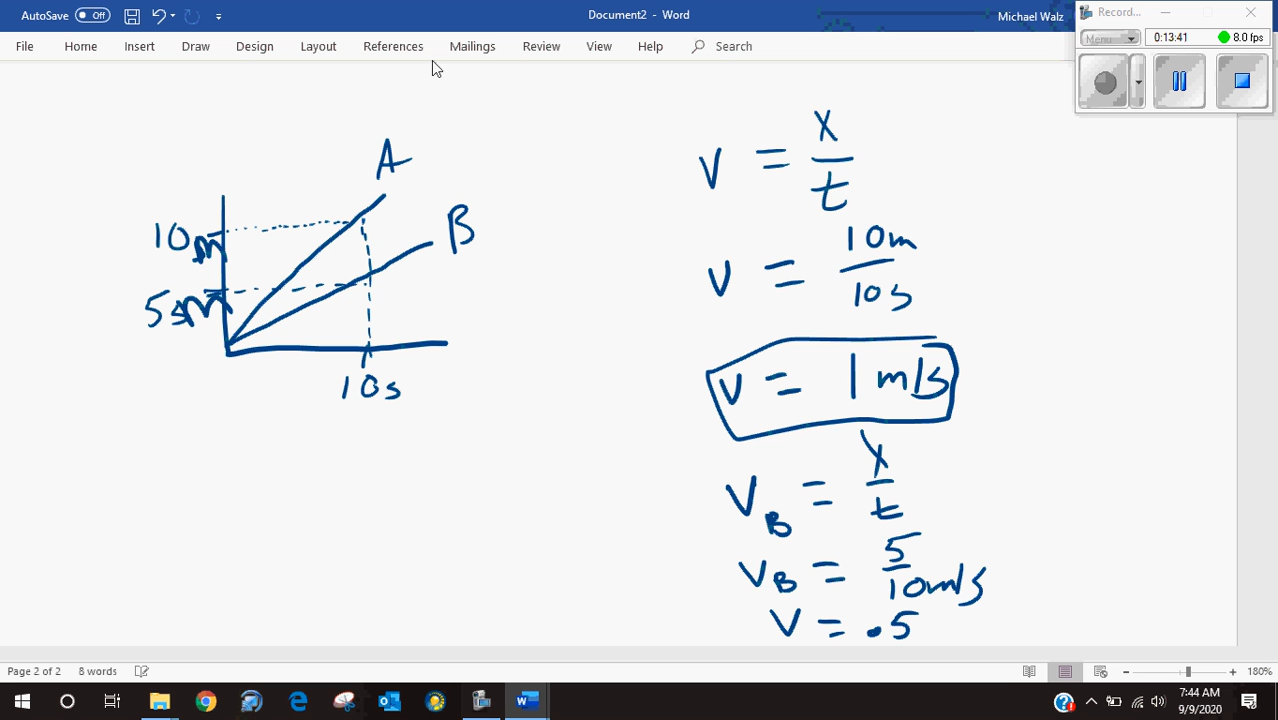 AutoSave Off
Document2 - Word
Michael Walz
Record...
File Home Insert Draw Design Layout References Mailings Review View Help Search
Menu
0:13:41
8.0 fps
A
B
10m
5m
10s
v = x/t
v = 10m/10s
v = 1 m/s
VB = x/t
VB = 5/10 m/s
V = .5
Page 2 of 2 8 words
180%
7:44 AM
9/9/2020